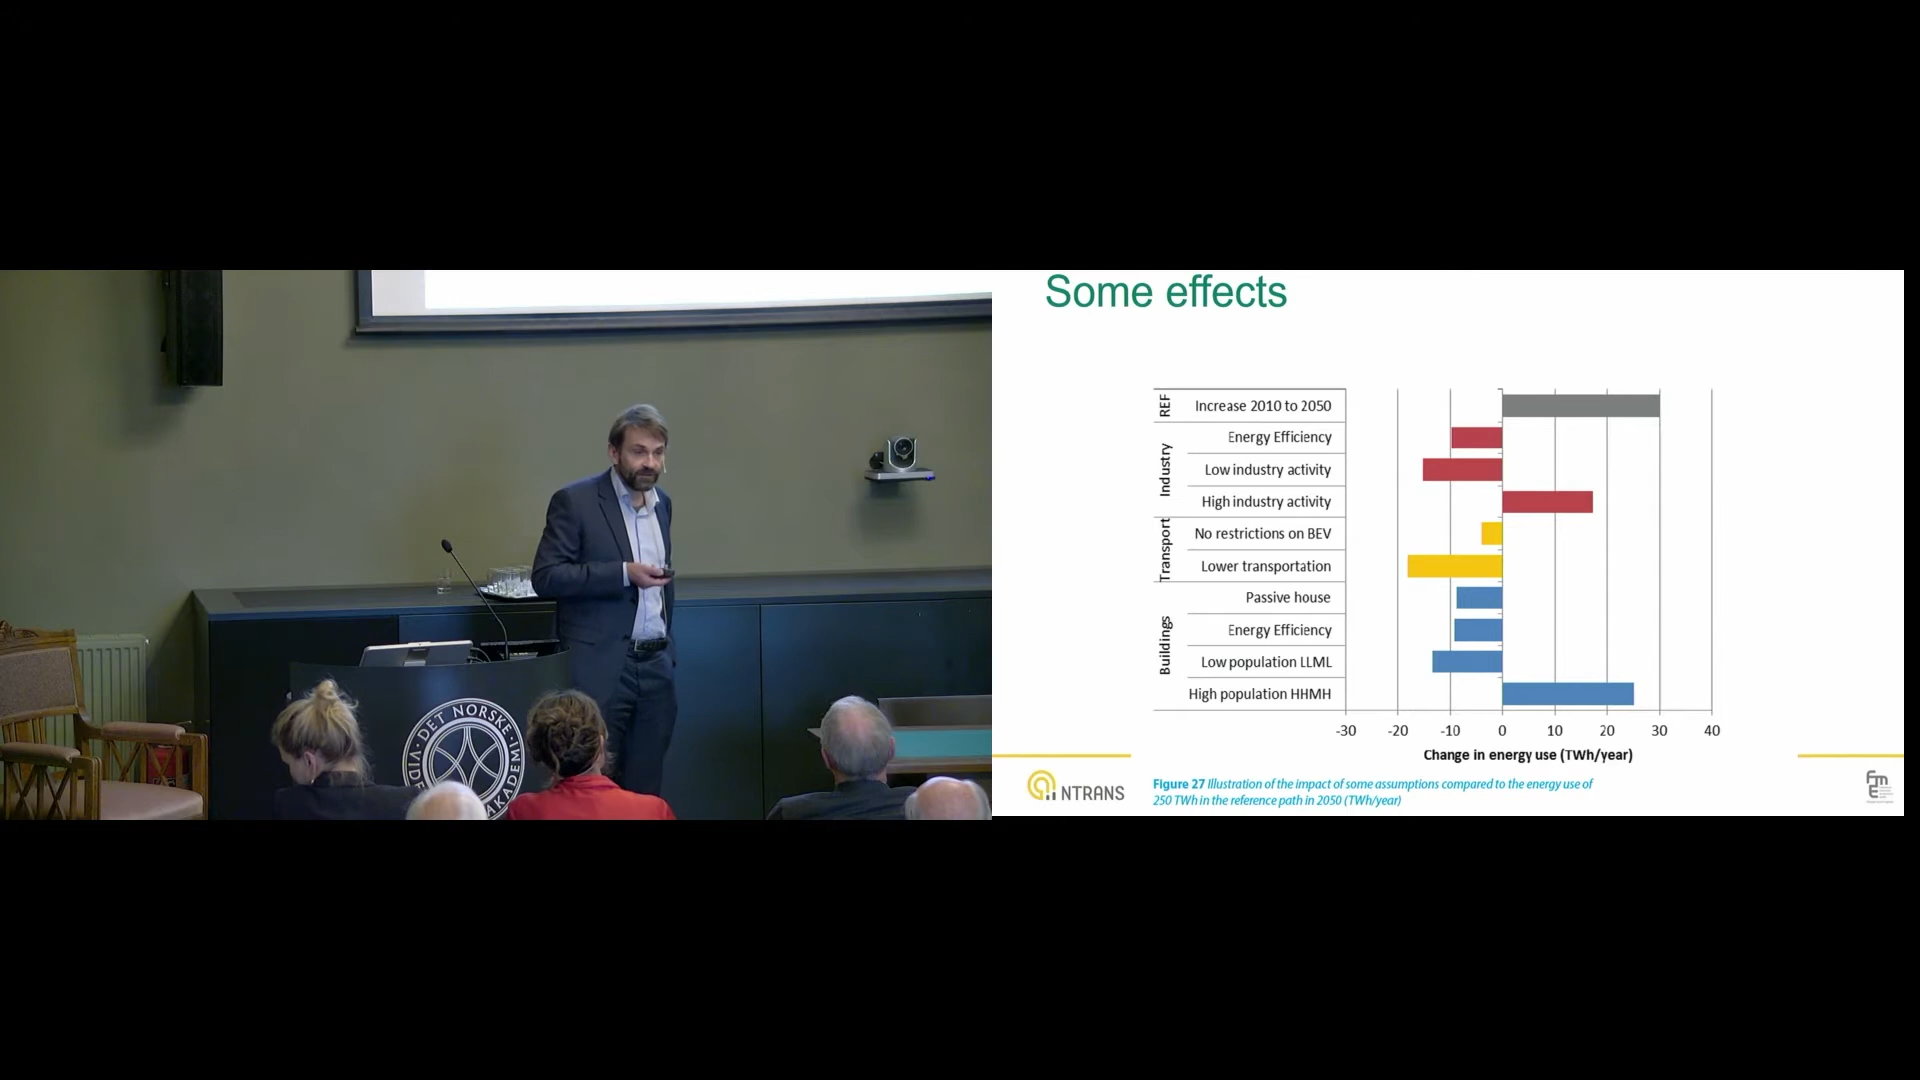 Some effects
REF
Increase 2010 to 2050
Industry
Energy Efficiency
Low industry activity
High industry activity
Transport
No restrictions on BEV
Lower transportation
Buildings
Passive house
Energy Efficiency
Low population LLML
High population HHMH
-30 -20 -10 0 10 20 30 40
Change in energy use (TWh/year)
Figure 27 Illustration of the impact of some assumptions compared to the energy use of
250 TWh in the reference path in 2050 (TWh/year)
NTRANS
FME
DET NORSKE VIDE
AKADEMI